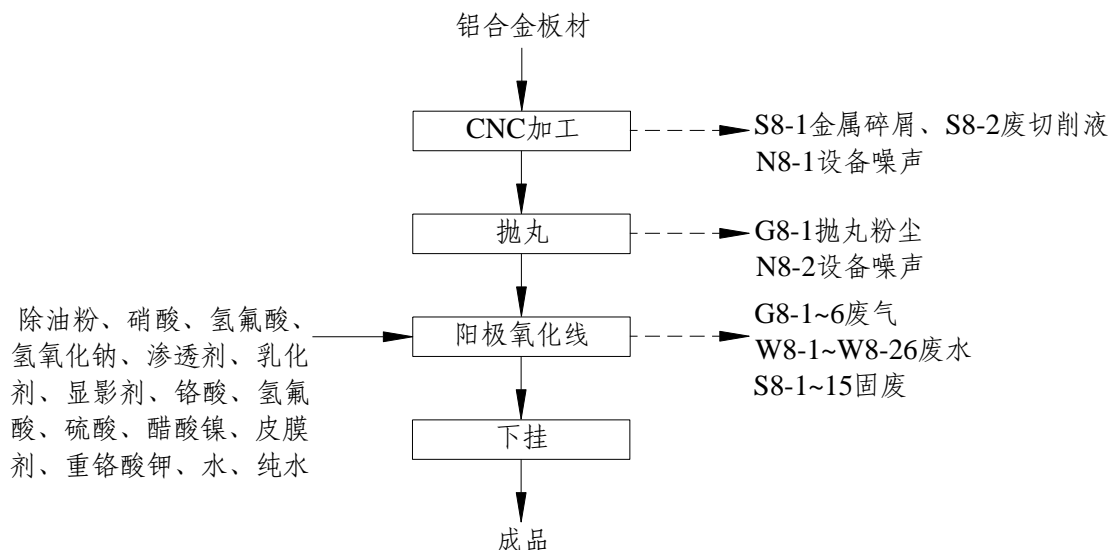 铝合金板材
CNC加工
S8-1金属碎屑、S8-2废切削液
N8-1设备噪声
抛丸
G8-1抛丸粉尘
N8-2设备噪声
除油粉、硝酸、氢氟酸、
氢氧化钠、渗透剂、乳化
剂、显影剂、铬酸、氢氟
酸、硫酸、醋酸镍、皮膜
剂、重铬酸钾、水、纯水
阳极氧化线
G8-1~6废气
W8-1~W8-26废水
S8-1~15固废
下挂
成品